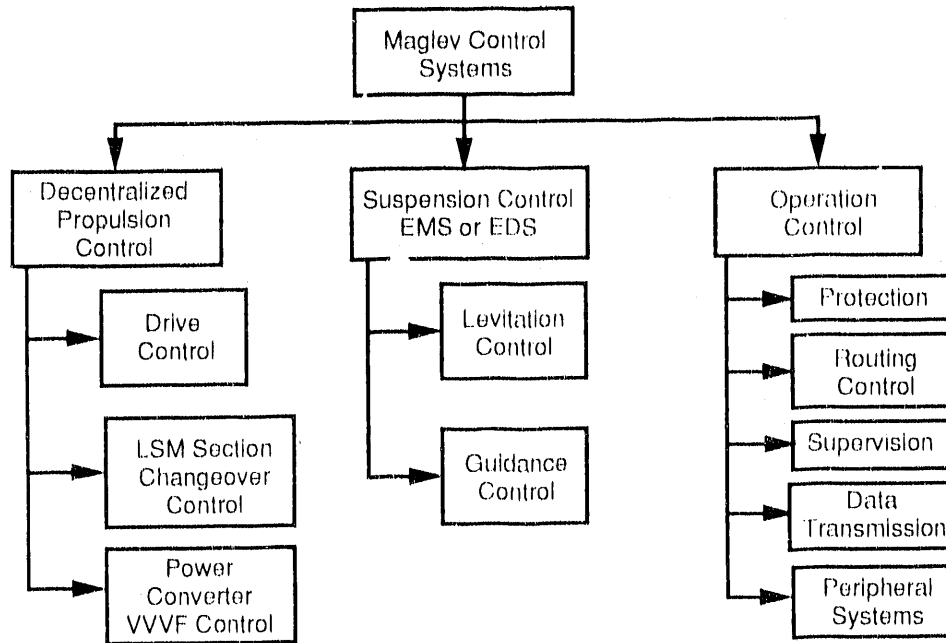 Maglev Control
Systems
Decentralized
Propulsion
Control
Drive
Control
LSM Section
Changeover
Control
Power
Converter
VVVF Control
Suspension Control
EMS or EDS
Levitation
Control
Guidance
Control
Operation
Control
Protection
Routing
Control
Supervision
Data
Transmission
Peripheral
Systems